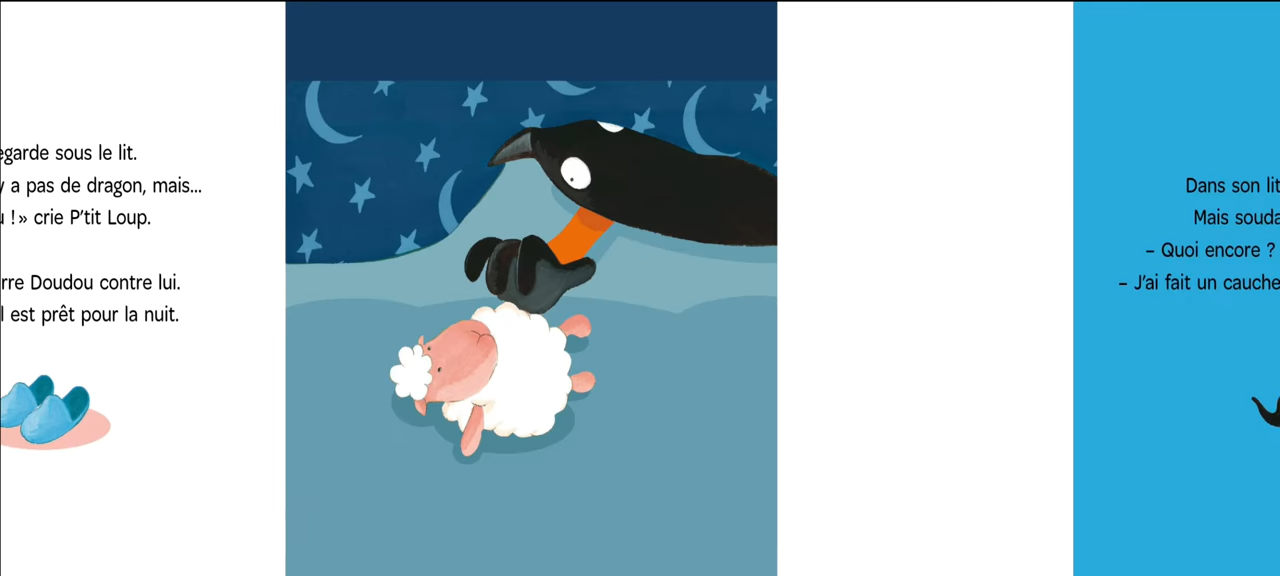 egarde sous le lit.
y a pas de dragon, mais...
u !» crie P'tit Loup.
rre Doudou contre lui.
l est prêt pour la nuit.
Dans son lit
Mais souda
– Quoi encore ?
– J'ai fait un cauche